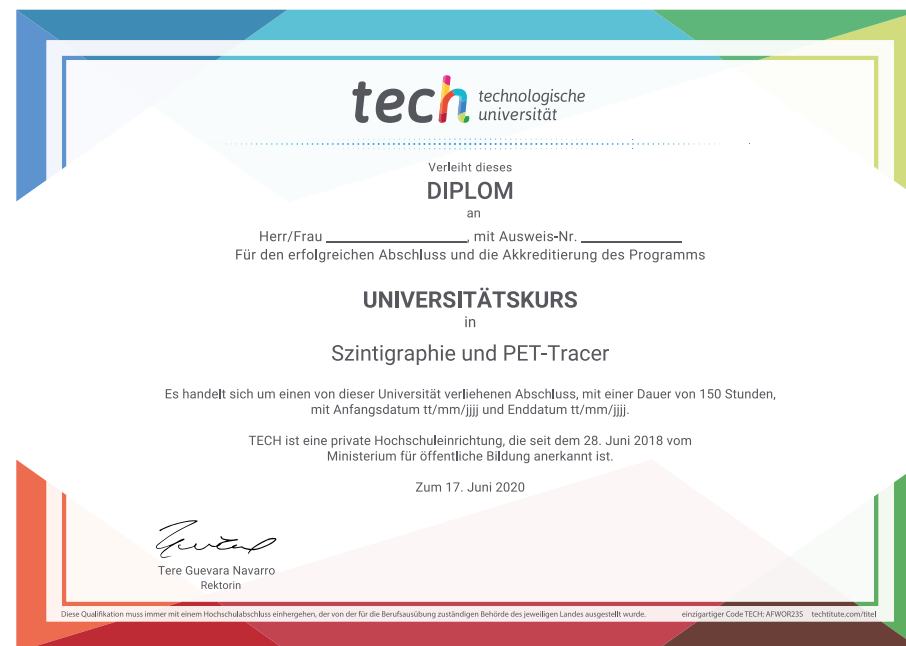 tech technologische
universität
Verleiht dieses
DIPLOM
an
Herr/Frau ____________________, mit Ausweis-Nr. ______________
Für den erfolgreichen Abschluss und die Akkreditierung des Programms
UNIVERSITÄTSKURS
in
Szintigraphie und PET-Tracer
Es handelt sich um einen von dieser Universität verliehenen Abschluss, mit einer Dauer von 150 Stunden,
mit Anfangsdatum tt/mm/jjjj und Enddatum tt/mm/jjjj.
TECH ist eine private Hochschuleinrichtung, die seit dem 28. Juni 2018 vom
Ministerium für öffentliche Bildung anerkannt ist.
Zum 17. Juni 2020
Tere Guevara Navarro
Rektorin
Diese Qualifikation muss immer mit einem Hochschulabschluss einhergehen, der von der für die Berufsausübung zuständigen Behörde des jeweiligen Landes ausgestellt wurde. einzigartiger Code TECH: AFWOR23S techtitute.com/titel